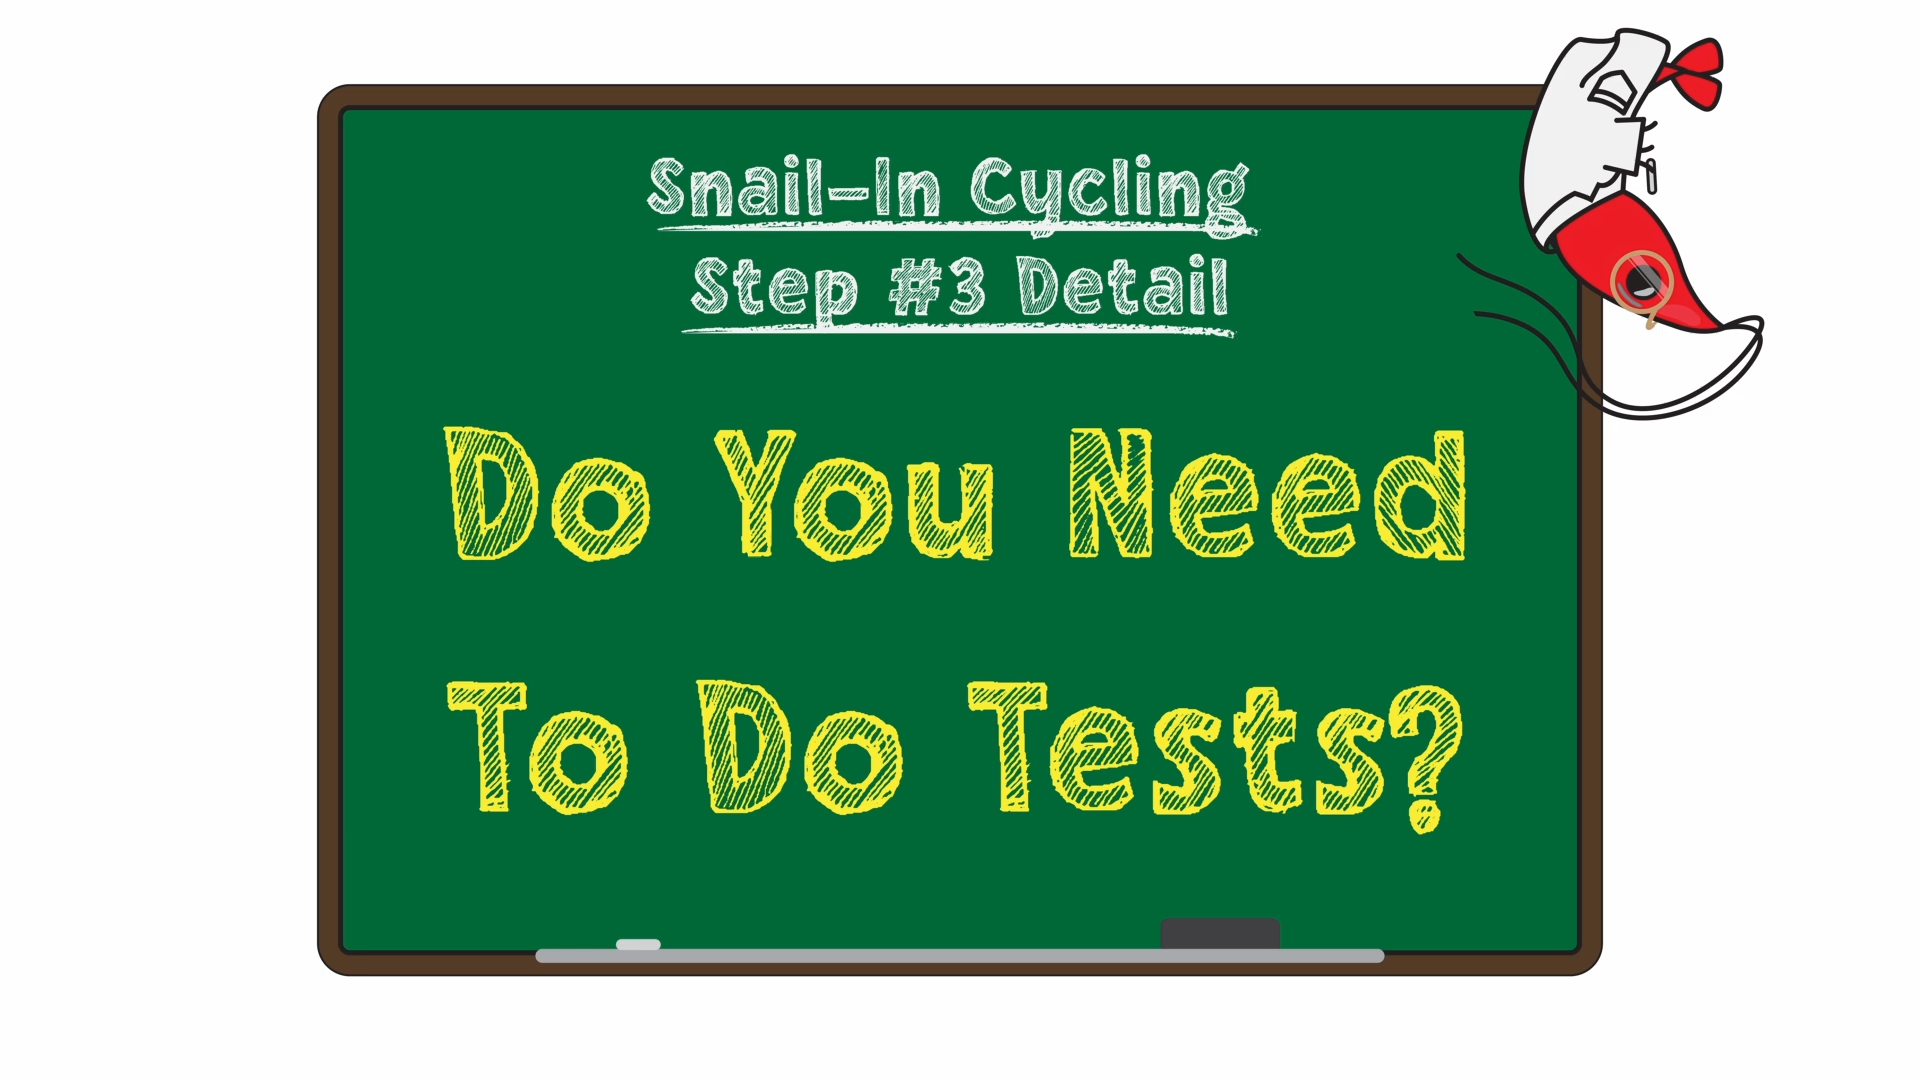 Snail-In Cycling
Step #3 Detail
Do You Need
To Do Tests?